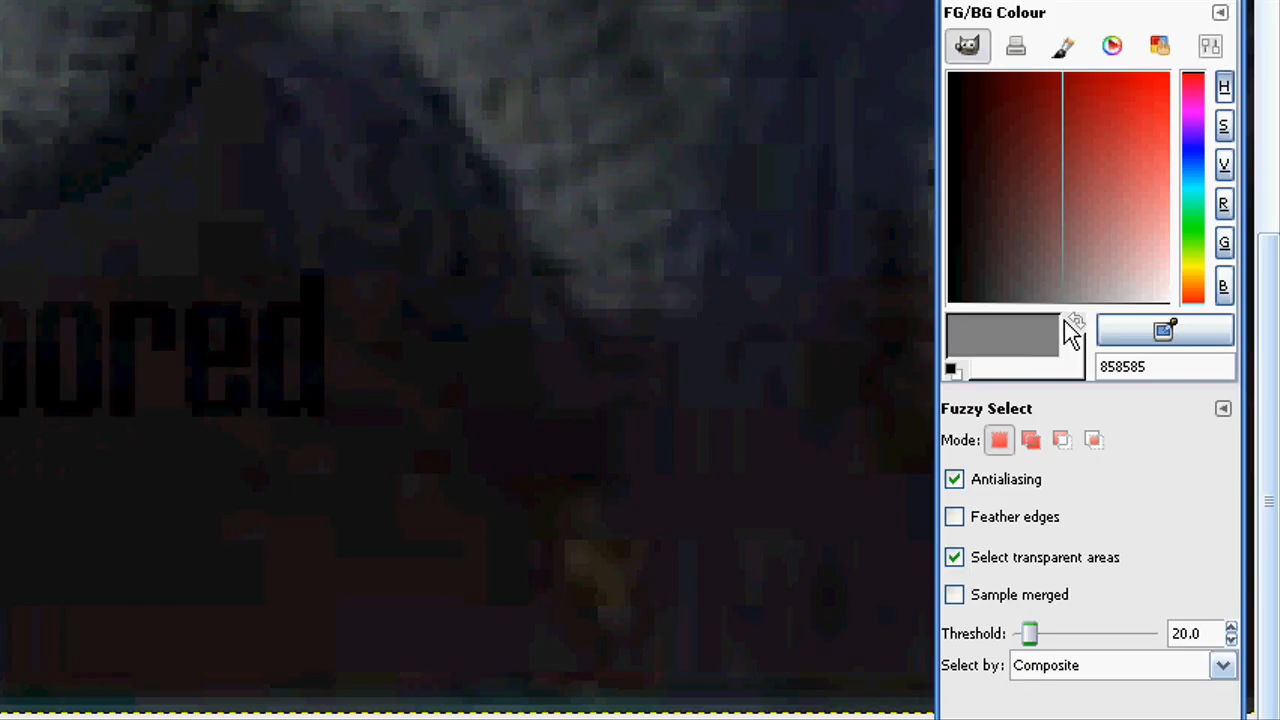 FG/BG Colour
H
S
V
R
G
B
858585
ored
Fuzzy Select
Mode:
Antialiasing
Feather edges
Select transparent areas
Sample merged
Threshold: 20.0
Select by: Composite